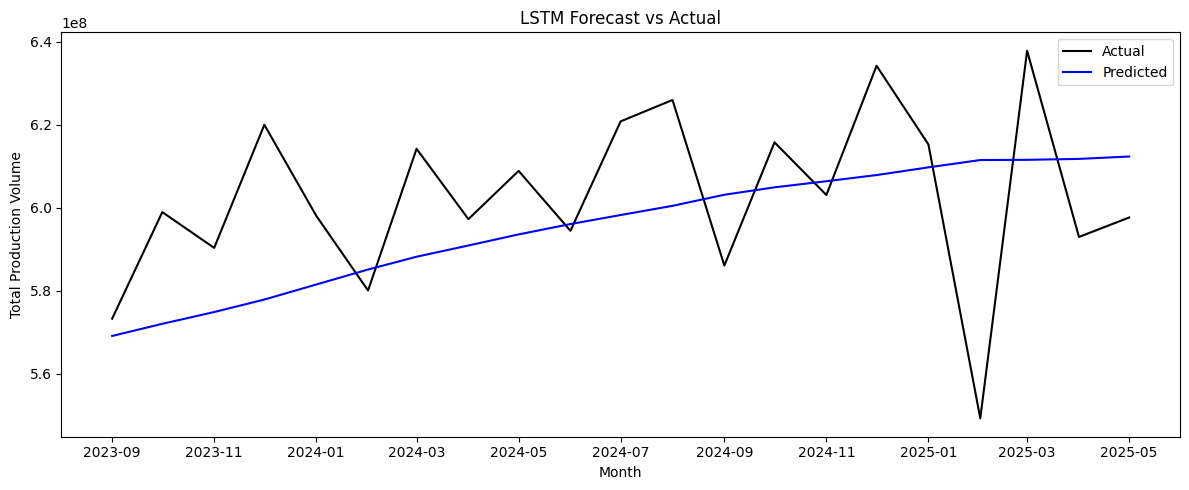 LSTM Forecast vs Actual
1e8
6.4
6.2
6.0
5.8
5.6
Total Production Volume
Actual
Predicted
2023-09 2023-11 2024-01 2024-03 2024-05 2024-07 2024-09 2024-11 2025-01 2025-03 2025-05
Month